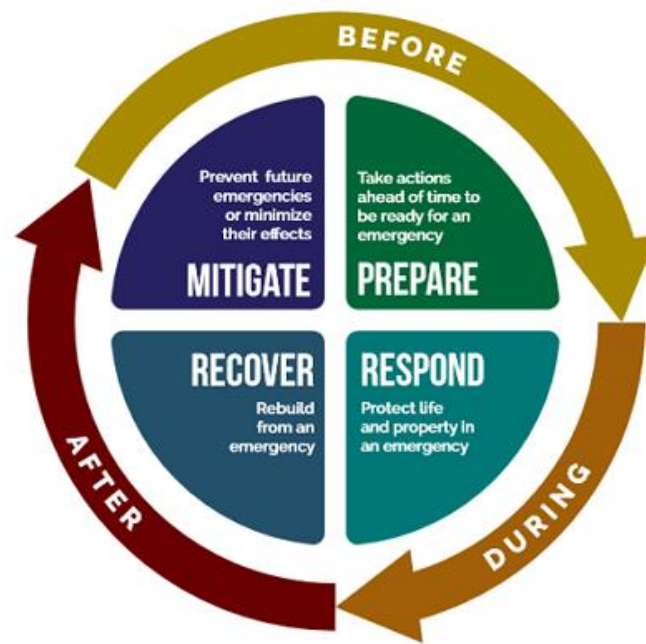 BEFORE
Prevent future
emergencies
or minimize
their effects
MITIGATE
Take actions
ahead of time to
be ready for an
emergency
PREPARE
RECOVER
Rebuild
from an
emergency
RESPOND
Protect life
and property in
an emergency
AFTER
DURING